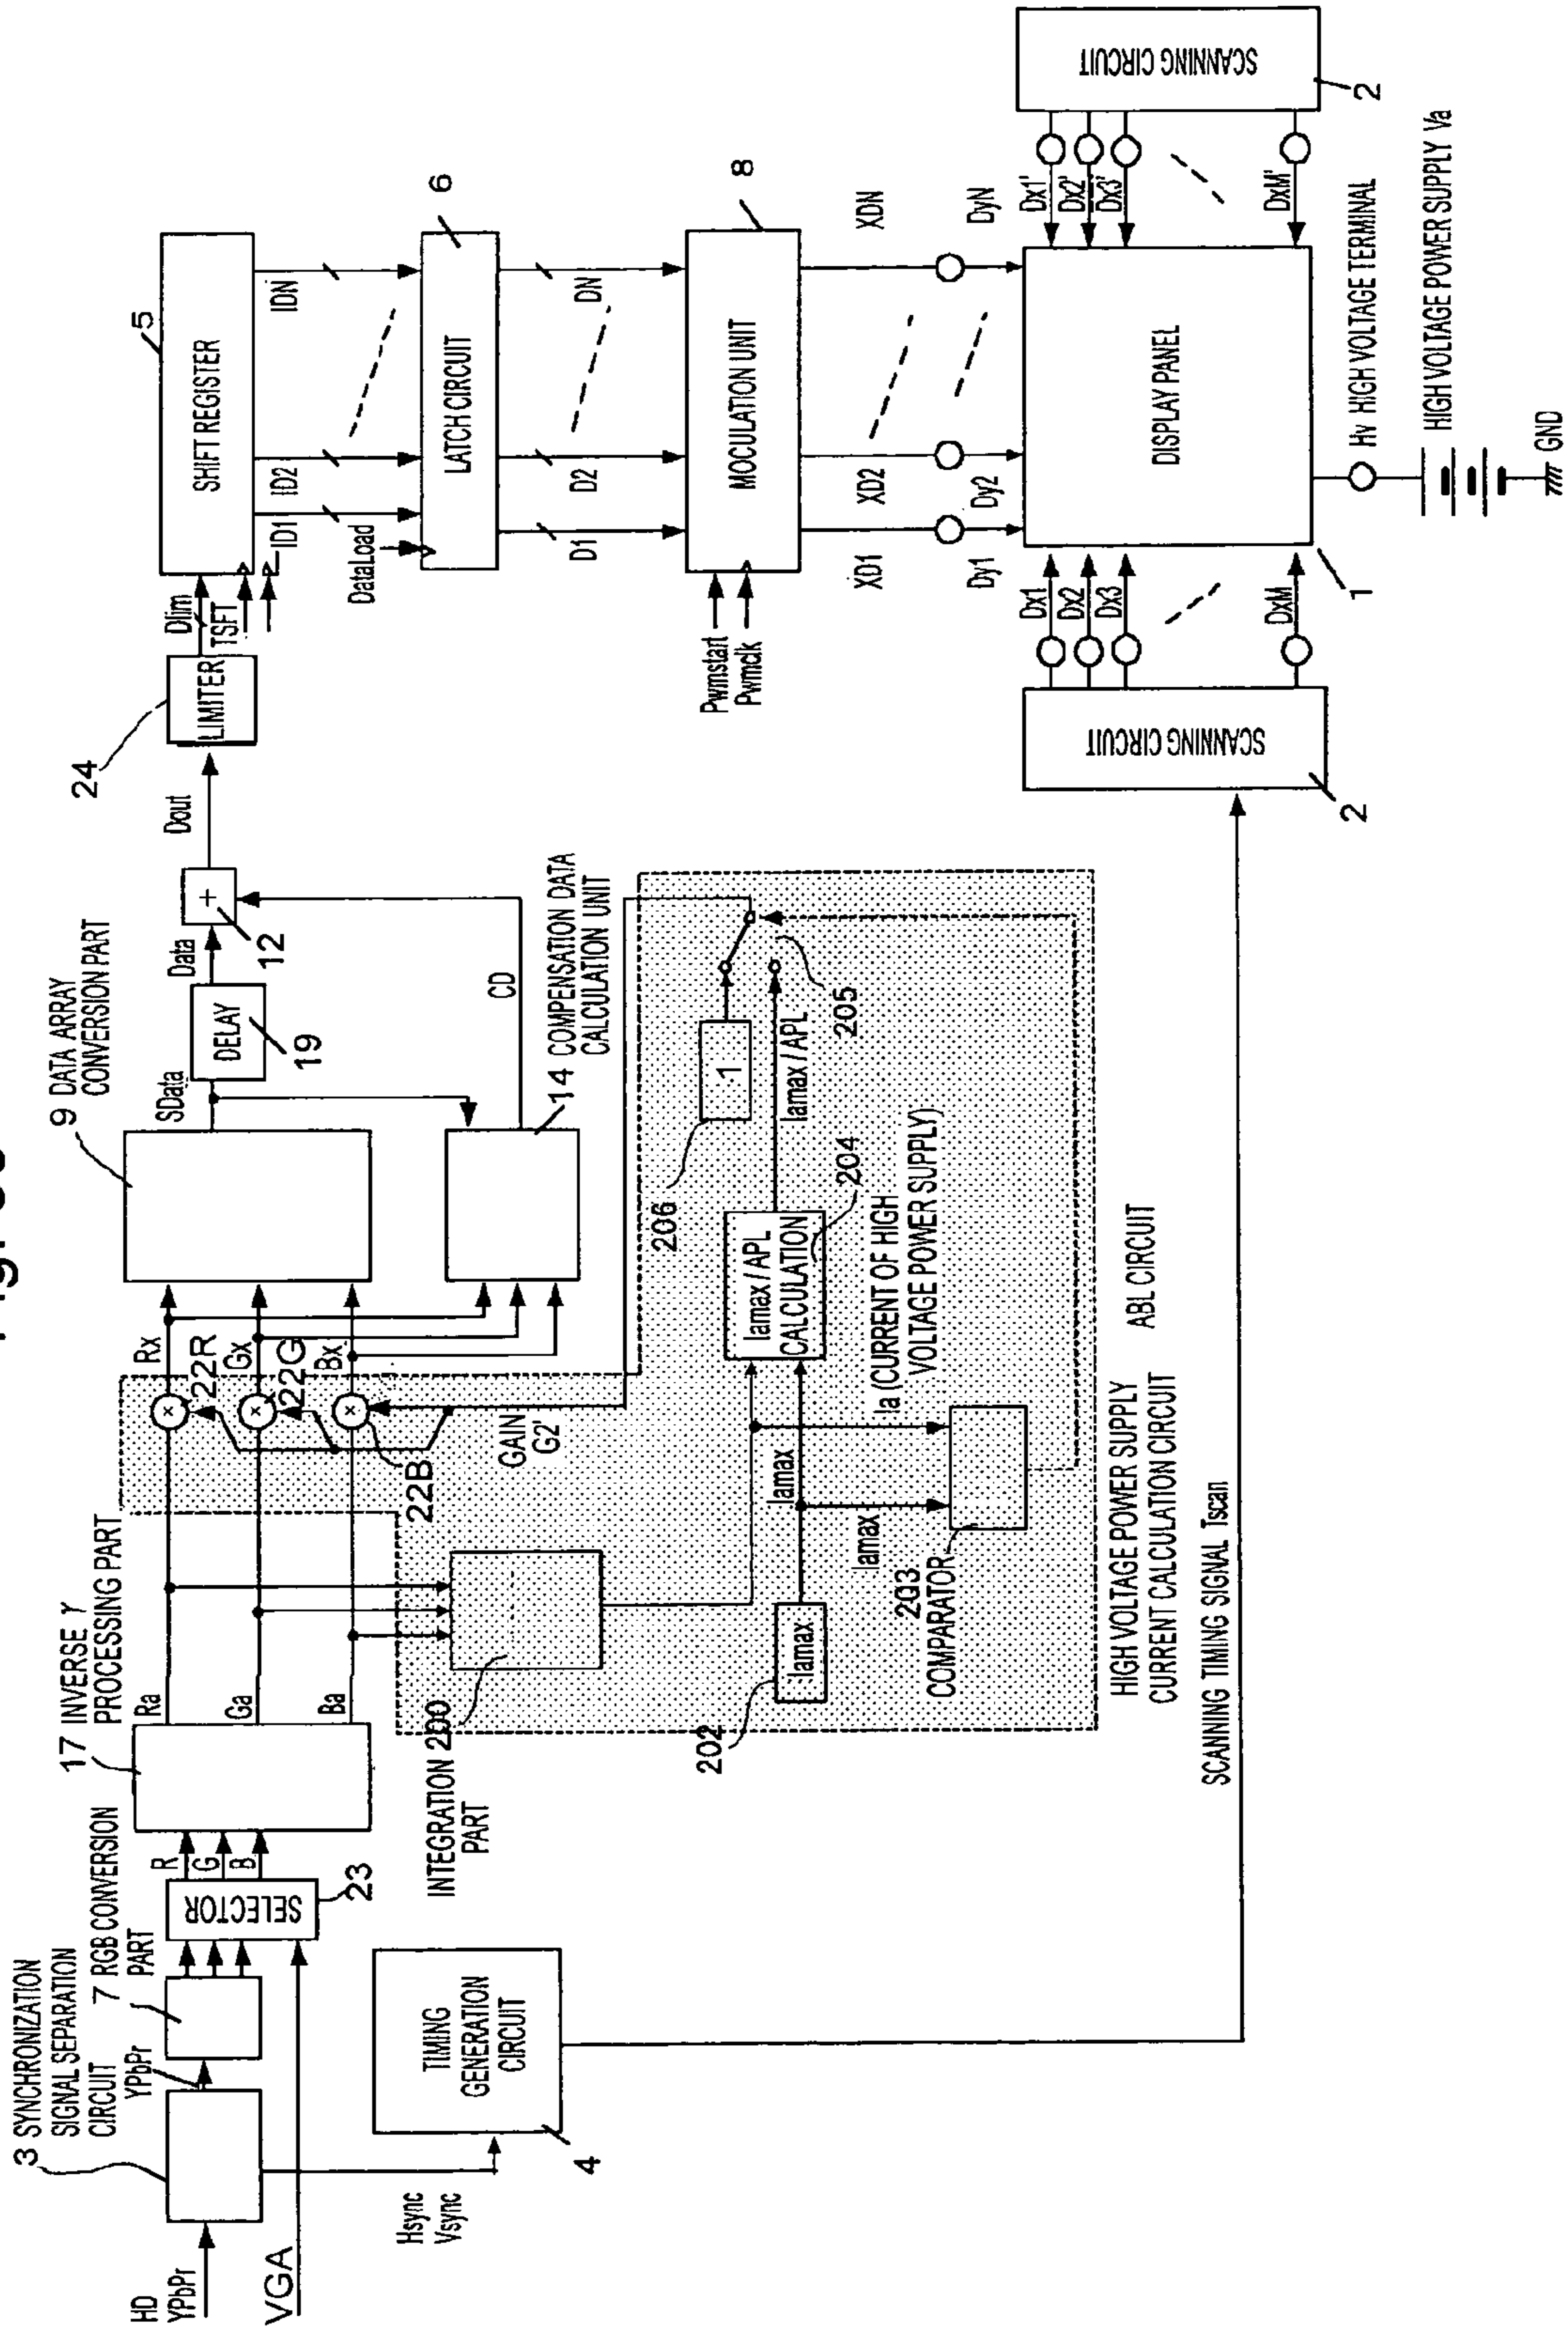 HD
YPbPr
VGA
3 SYNCHRONIZATION
SIGNAL SEPARATION
CIRCUIT
YPbPr
7 RGB CONVERSION
PART
SELECTOR
23
R
G
B
17 INVERSE γ
PROCESSING PART
Ra
Ga
Ba
Hsync
Vsync
TIMING
GENERATION
CIRCUIT
4
INTEGRATION 200
PART
22R
22G
22B
Rx
Gx
Bx
GAIN
G2'
9 DATA ARRAY
CONVERSION PART
SData
DELAY
19
Data
+
12
Dout
CD
14 COMPENSATION DATA
CALCULATION UNIT
24
LIMITER
Dlim
TSFT
5
SHIFT REGISTER
ID1
ID2
IDN
DataLoad
LATCH CIRCUIT
6
D1
D2
DN
Pwmstart
Pwmclk
MOCULATION UNIT
8
XD1
XD2
XDN
Dy1
Dy2
DyN
202
Iamax
Iamax
Iamax
203
COMPARATOR
Iamax / APL
CALCULATION
204
Ia (CURRENT OF HIGH
VOLTAGE POWER SUPPLY)
Iamax / APL
206
1
205
HIGH VOLTAGE POWER SUPPLY
CURRENT CALCULATION CIRCUIT
ABL CIRCUIT
SCANNING TIMING SIGNAL Tscan
SCANNING CIRCUIT
2
Dx1
Dx2
Dx3
DxM
DISPLAY PANEL
1
Dx1'
Dx2'
Dx3'
DxM'
SCANNING CIRCUIT
2
Hv HIGH VOLTAGE TERMINAL
HIGH VOLTAGE POWER SUPPLY Va
GND